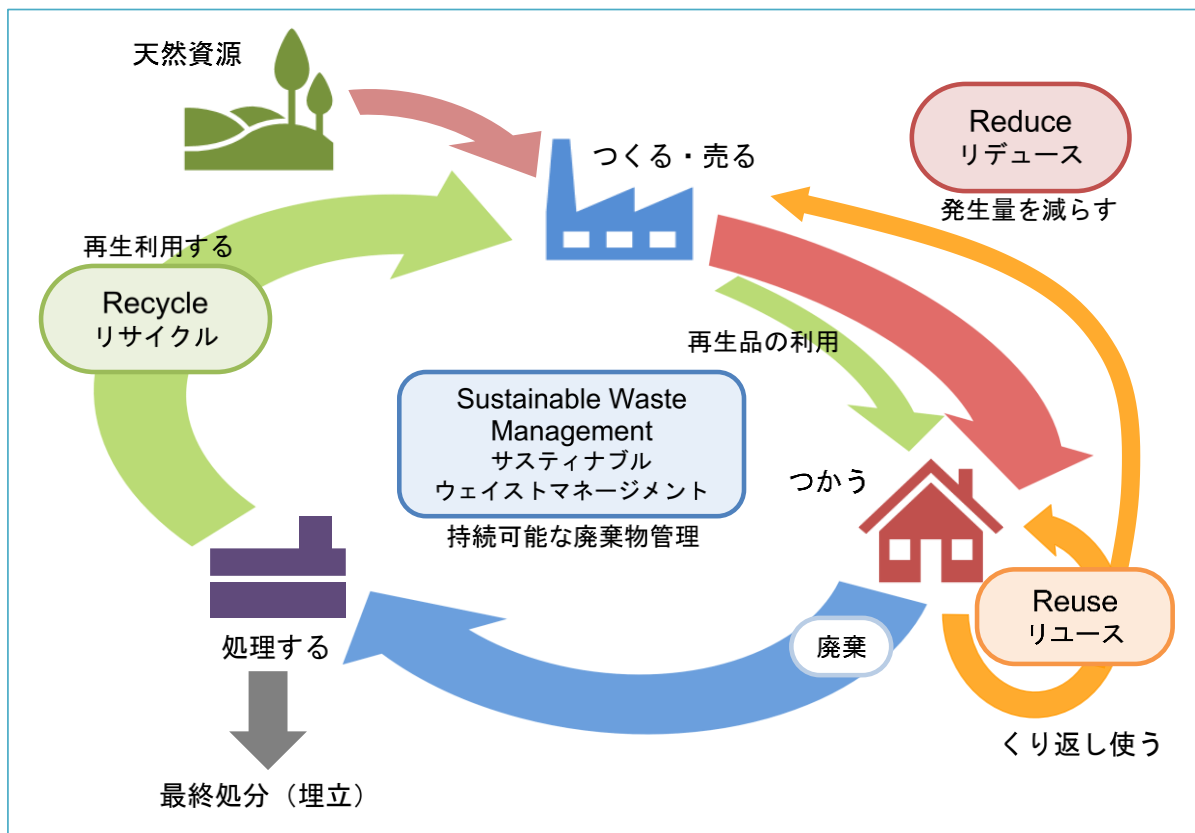 天然資源
つくる・売る
Reduce
リデュース
発生量を減らす
再生利用する
Recycle
リサイクル
再生品の利用
Sustainable Waste
Management
サスティナブル
ウェイストマネージメント
持続可能な廃棄物管理
つかう
Reuse
リユース
廃棄
処理する
くり返し使う
最終処分（埋立）